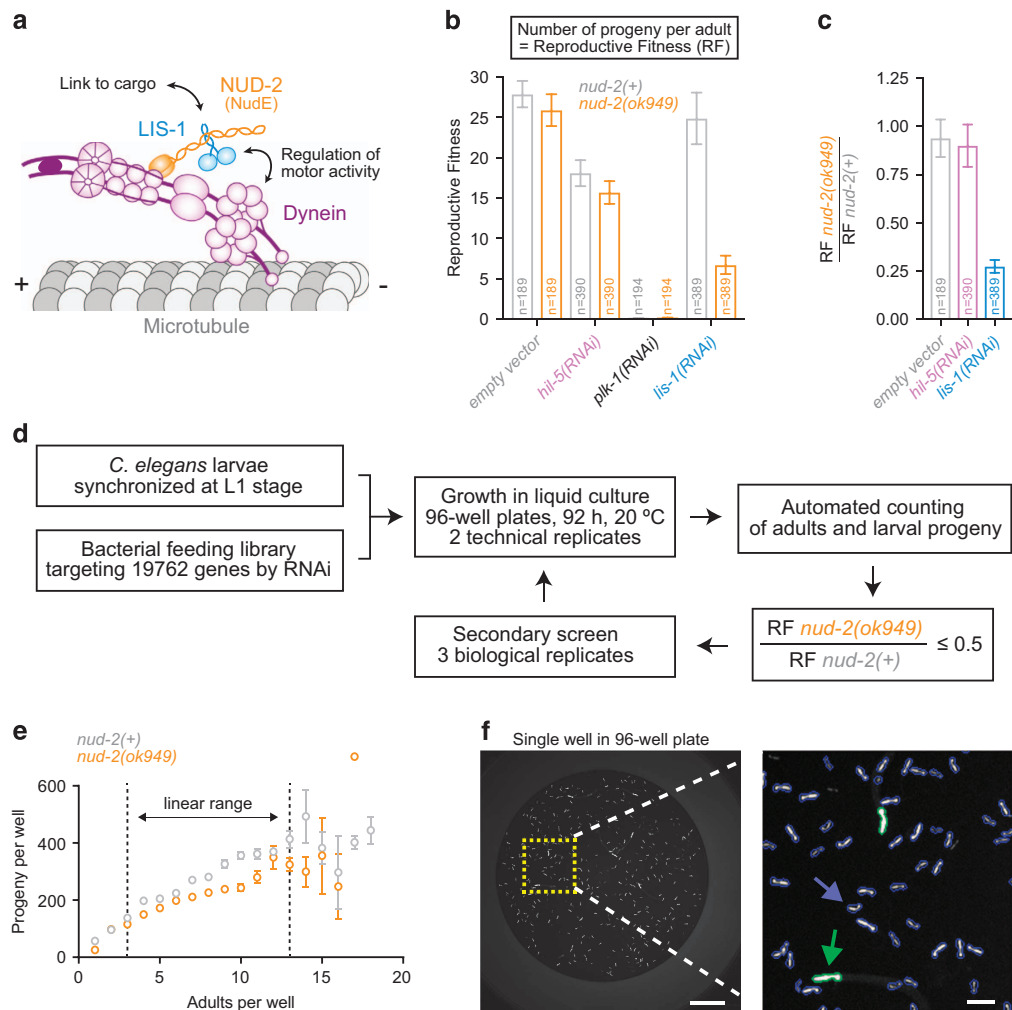 a
Link to cargo
NUD-2
(NudE)
LIS-1
Regulation of
motor activity
Dynein
+
-
Microtubule
b
Number of progeny per adult
= Reproductive Fitness (RF)
nud-2(+)
nud-2(ok949)
Reproductive Fitness
30
25
20
15
10
5
0
n=189
n=189
n=390
n=390
n=194
n=194
n=389
n=389
empty vector
hil-5(RNAi)
plk-1(RNAi)
lis-1(RNAi)
c
RF nud-2(ok949)
RF nud-2(+)
1.25
1.00
0.75
0.50
0.25
0.00
n=189
n=390
n=389
empty vector
hil-5(RNAi)
lis-1(RNAi)
d
C. elegans larvae
synchronized at L1 stage
Bacterial feeding library
targeting 19762 genes by RNAi
Growth in liquid culture
96-well plates, 92 h, 20 ºC
2 technical replicates
Automated counting
of adults and larval progeny
RF nud-2(ok949)
RF nud-2(+)
≤ 0.5
Secondary screen
3 biological replicates
e
nud-2(+)
nud-2(ok949)
linear range
Progeny per well
600
400
200
0
0 5 10 15 20
Adults per well
f
Single well in 96-well plate